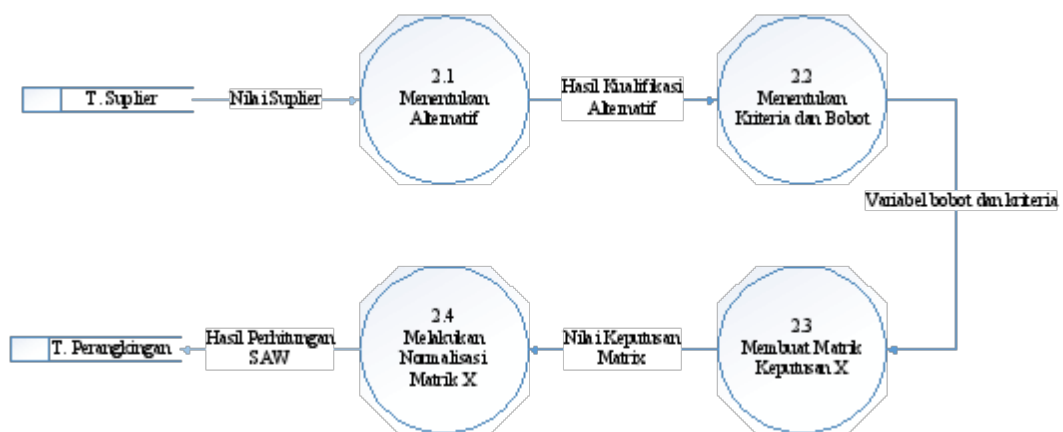 T. Suplier
Nilai Suplier
2.1
Menentukan
Alternatif
Hasil Kualifikasi
Alternatif
2.2
Menentukan
Kriteria dan Bobot
Variabel bobot dan kriteria
2.3
Membuat Matrik
Keputusan X
Nilai Keputusan
Matrix
2.4
Melakukan
Normalisasi
Matrik X
Hasil Perhitungan
SAW
T. Perangkingan